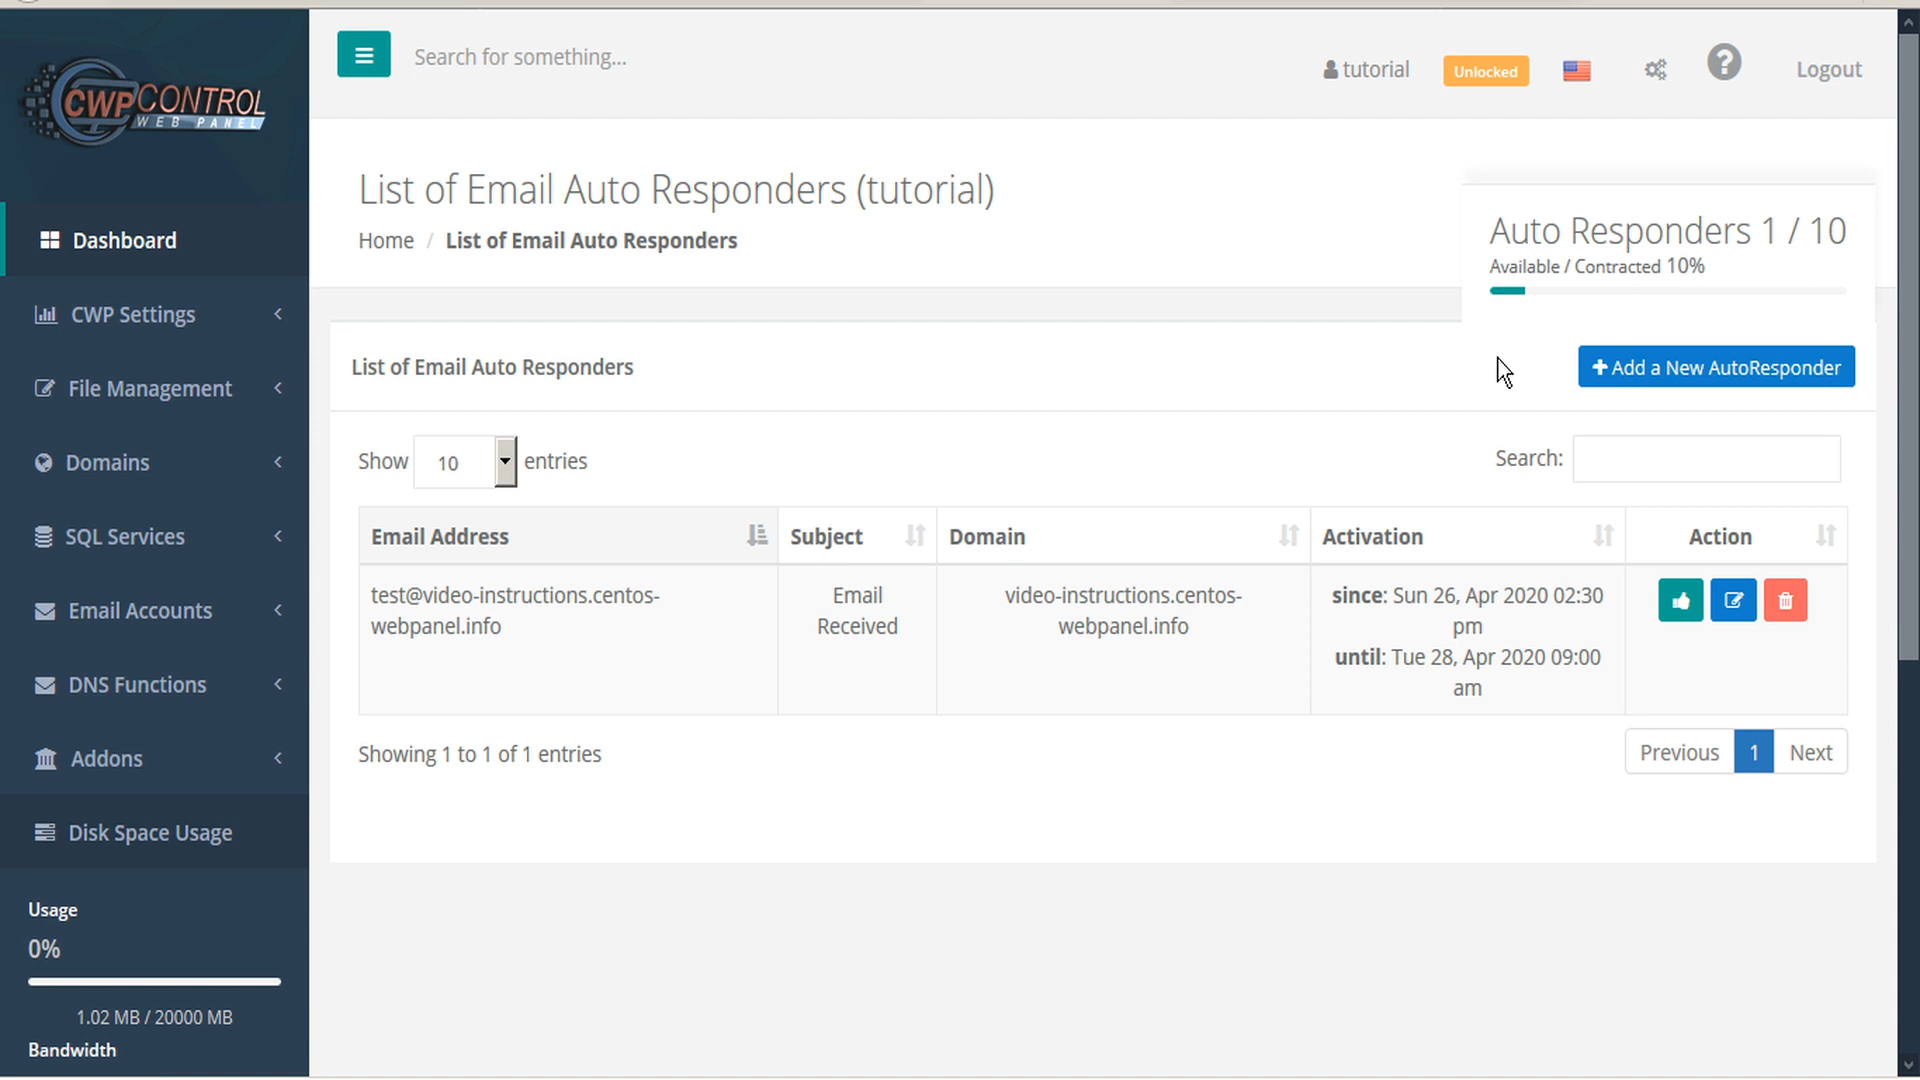 CWP CONTROL
WEB PANEL
Search for something...
tutorial
Unlocked
Logout
List of Email Auto Responders (tutorial)
Home / List of Email Auto Responders
Auto Responders 1 / 10
Available / Contracted 10%
Dashboard
CWP Settings
File Management
Domains
SQL Services
Email Accounts
DNS Functions
Addons
Disk Space Usage
Usage
0%
1.02 MB / 20000 MB
Bandwidth
List of Email Auto Responders
Add a New AutoResponder
Show 10 entries
Search:
Email Address Subject Domain Activation Action
test@video-instructions.centos-
webpanel.info
Email
Received
video-instructions.centos-
webpanel.info
since: Sun 26, Apr 2020 02:30
pm
until: Tue 28, Apr 2020 09:00
am
Showing 1 to 1 of 1 entries
Previous 1 Next